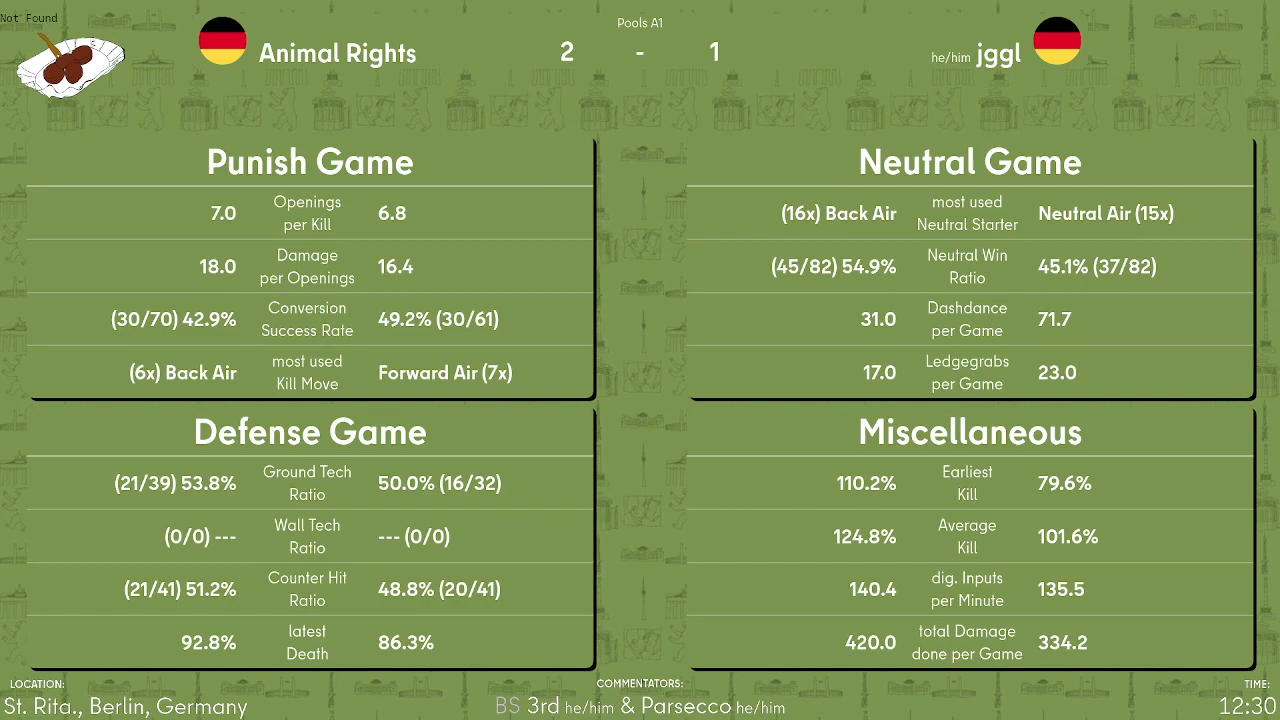 Not Found
Pools A1
Animal Rights 2 - 1 he/him jggl
Punish Game
7.0 Openings per Kill 6.8
18.0 Damage per Openings 16.4
(30/70) 42.9% Conversion Success Rate 49.2% (30/61)
(6x) Back Air most used Kill Move Forward Air (7x)
Neutral Game
(16x) Back Air most used Neutral Starter Neutral Air (15x)
(45/82) 54.9% Neutral Win Ratio 45.1% (37/82)
31.0 Dashdance per Game 71.7
17.0 Ledgegrabs per Game 23.0
Defense Game
(21/39) 53.8% Ground Tech Ratio 50.0% (16/32)
(0/0) --- Wall Tech Ratio --- (0/0)
(21/41) 51.2% Counter Hit Ratio 48.8% (20/41)
92.8% latest Death 86.3%
Miscellaneous
110.2% Earliest Kill 79.6%
124.8% Average Kill 101.6%
140.4 dig. Inputs per Minute 135.5
420.0 total Damage done per Game 334.2
LOCATION:
St. Rita., Berlin, Germany
COMMENTATORS:
BS 3rd he/him & Parsecco he/him
TIME:
12:30